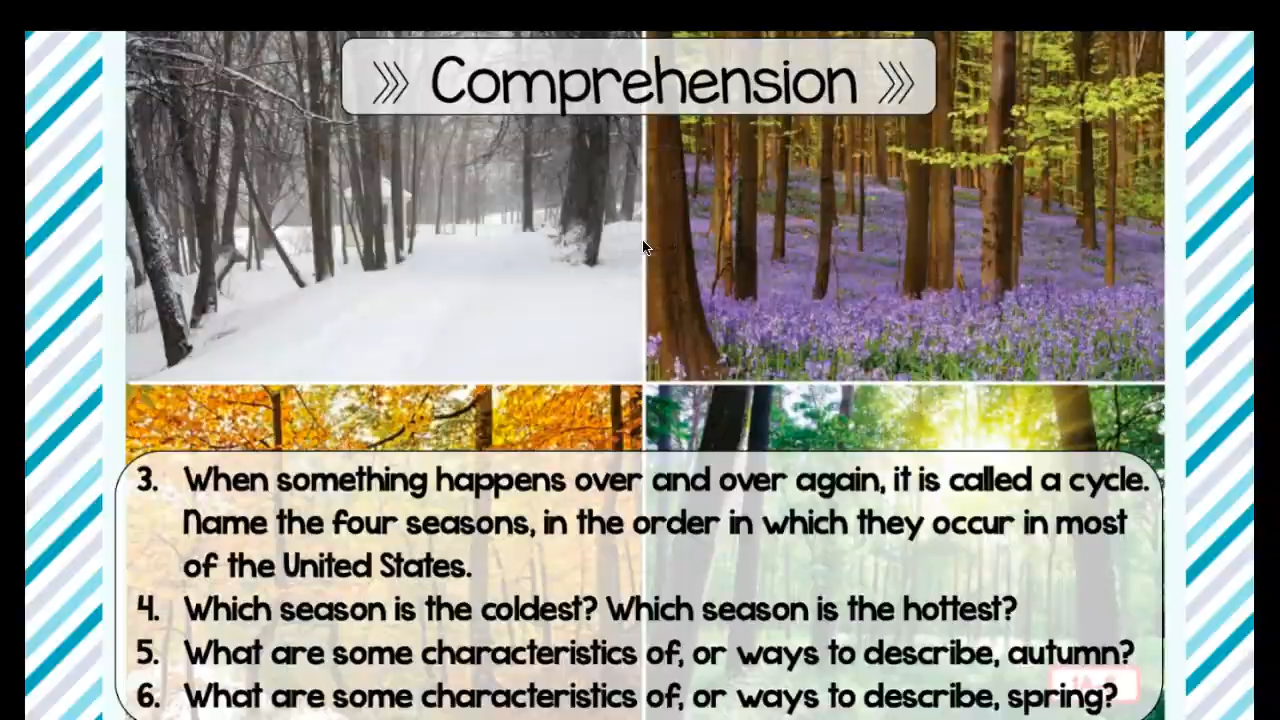 Comprehension
3. When something happens over and over again, it is called a cycle.
Name the four seasons, in the order in which they occur in most
of the United States.
4. Which season is the coldest? Which season is the hottest?
5. What are some characteristics of, or ways to describe, autumn?
6. What are some characteristics of, or ways to describe, spring?